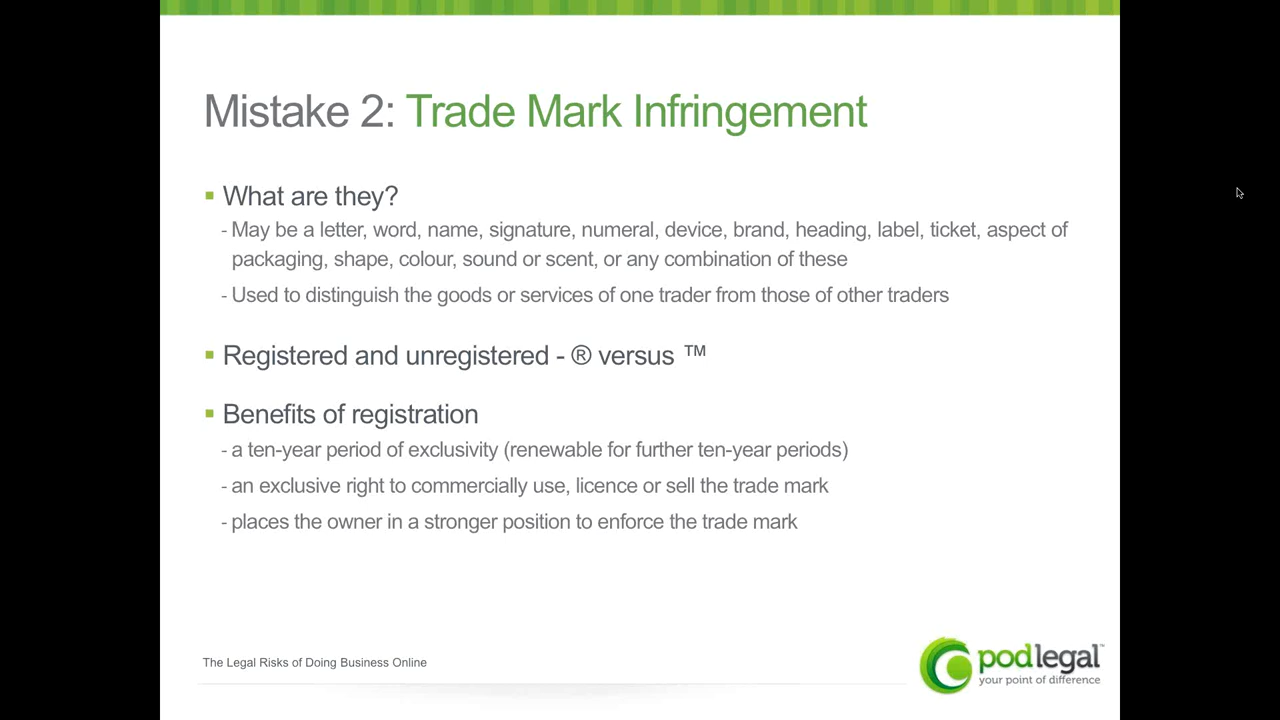 Mistake 2: Trade Mark Infringement
▪ What are they?
- May be a letter, word, name, signature, numeral, device, brand, heading, label, ticket, aspect of
packaging, shape, colour, sound or scent, or any combination of these
- Used to distinguish the goods or services of one trader from those of other traders
▪ Registered and unregistered - ® versus ™
▪ Benefits of registration
- a ten-year period of exclusivity (renewable for further ten-year periods)
- an exclusive right to commercially use, licence or sell the trade mark
- places the owner in a stronger position to enforce the trade mark
The Legal Risks of Doing Business Online
podlegal™
your point of difference